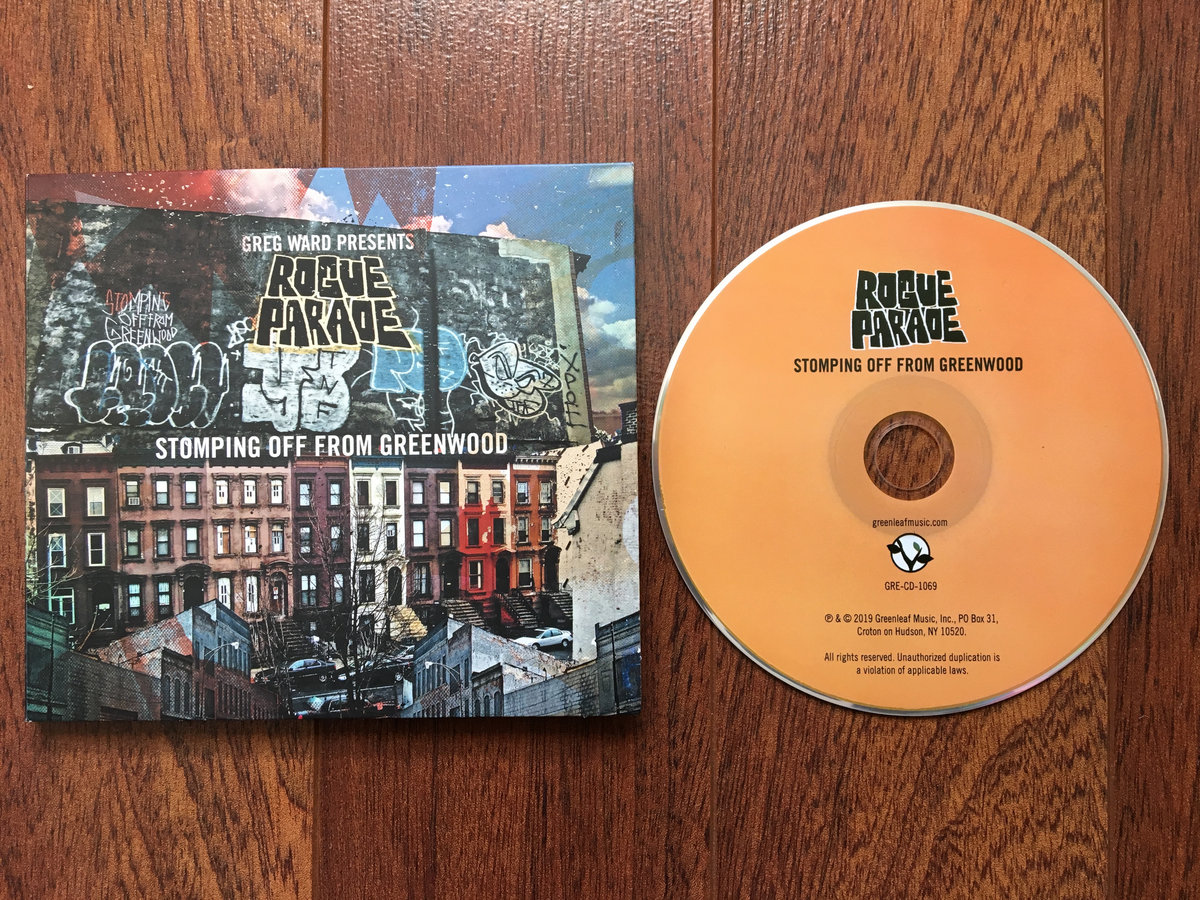 GREG WARD PRESENTS
ROGUE
PARADE
STOMPING
OFF FROM
GREENWOOD
STOMPING OFF FROM GREENWOOD
ROGUE
PARADE
STOMPING OFF FROM GREENWOOD
greenleafmusic.com
GRE-CD-1069
℗ & © 2019 Greenleaf Music, Inc., PO Box 31,
Croton on Hudson, NY 10520.
All rights reserved. Unauthorized duplication is
a violation of applicable laws.